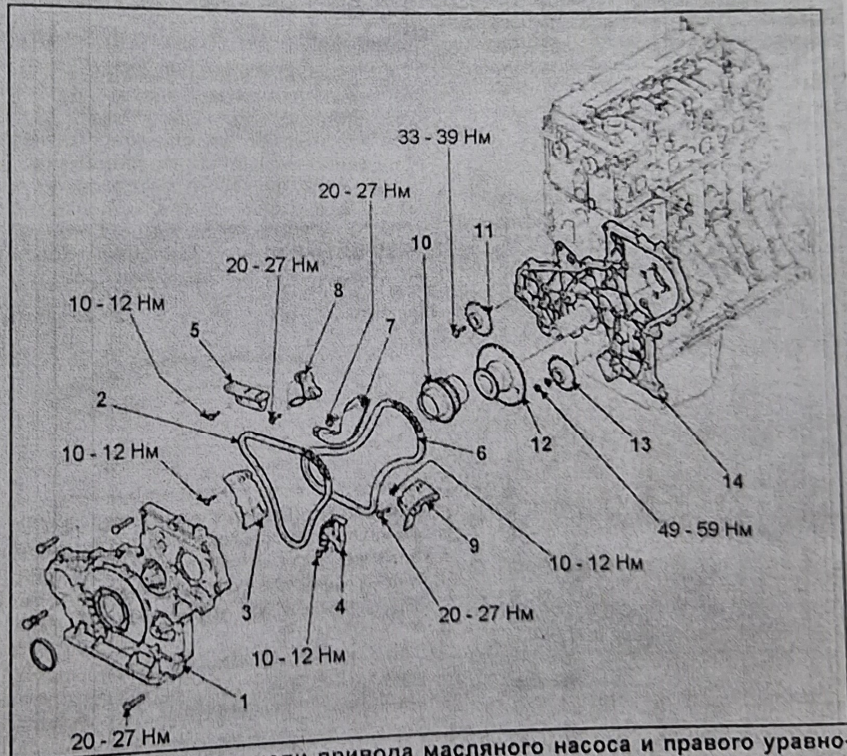 33 - 39 Нм
20 - 27 Нм
10
11
20 - 27 Нм
8
10 - 12 Нм
5
7
2
10 - 12 Нм
6
12
13
14
3
4
9
49 - 59 Нм
10 - 12 Нм
20 - 27 Нм
10 - 12 Нм
1
20 - 27 Нм
привода масляного насоса и правого уравно-